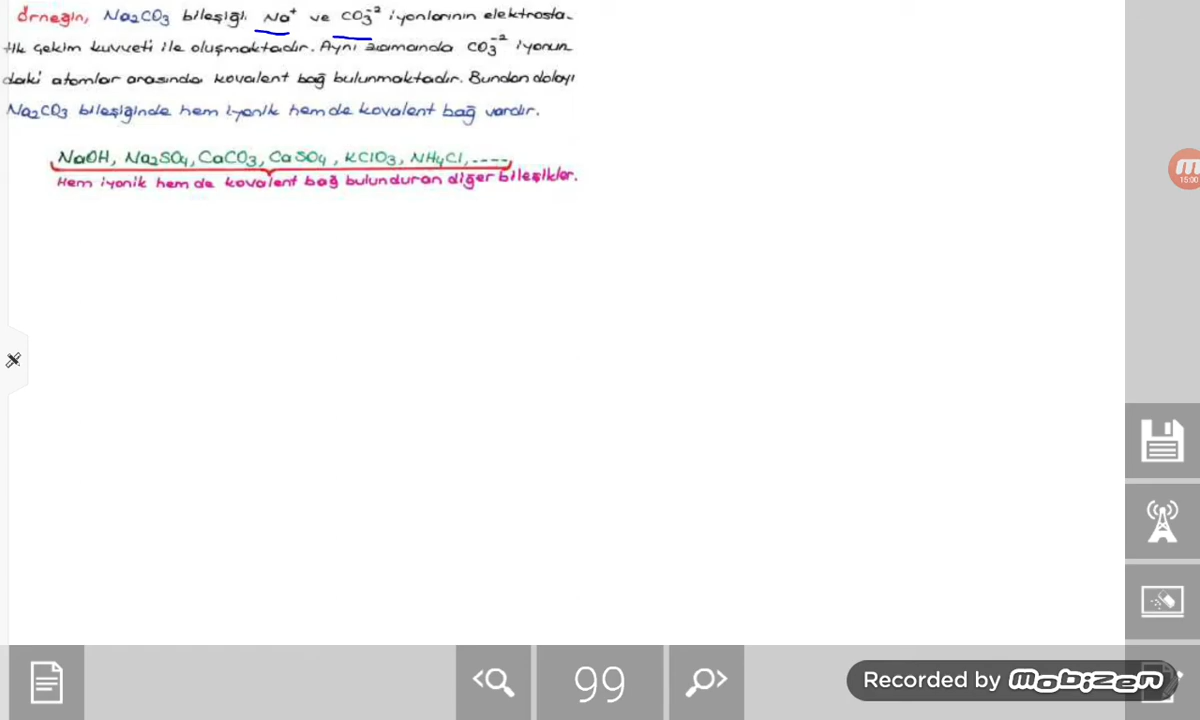 Örneğin, Na₂CO₃ bileşiği Na⁺ ve CO₃⁻² iyonlarının elektrosta-
tik çekim kuvveti ile oluşmaktadır. Aynı zamanda CO₃⁻² iyonun
daki atomlar arasında kovalent bağ bulunmaktadır. Bundan dolayı
Na₂CO₃ bileşiğinde hem iyonik hem de kovalent bağ vardır.
NaOH, Na₂SO₄, CaCO₃, CaSO₄, KClO₃, NH₄Cl, ----
Hem iyonik hem de kovalent bağ bulunduran diğer bileşikler.
15:00
99
Recorded by mobizen